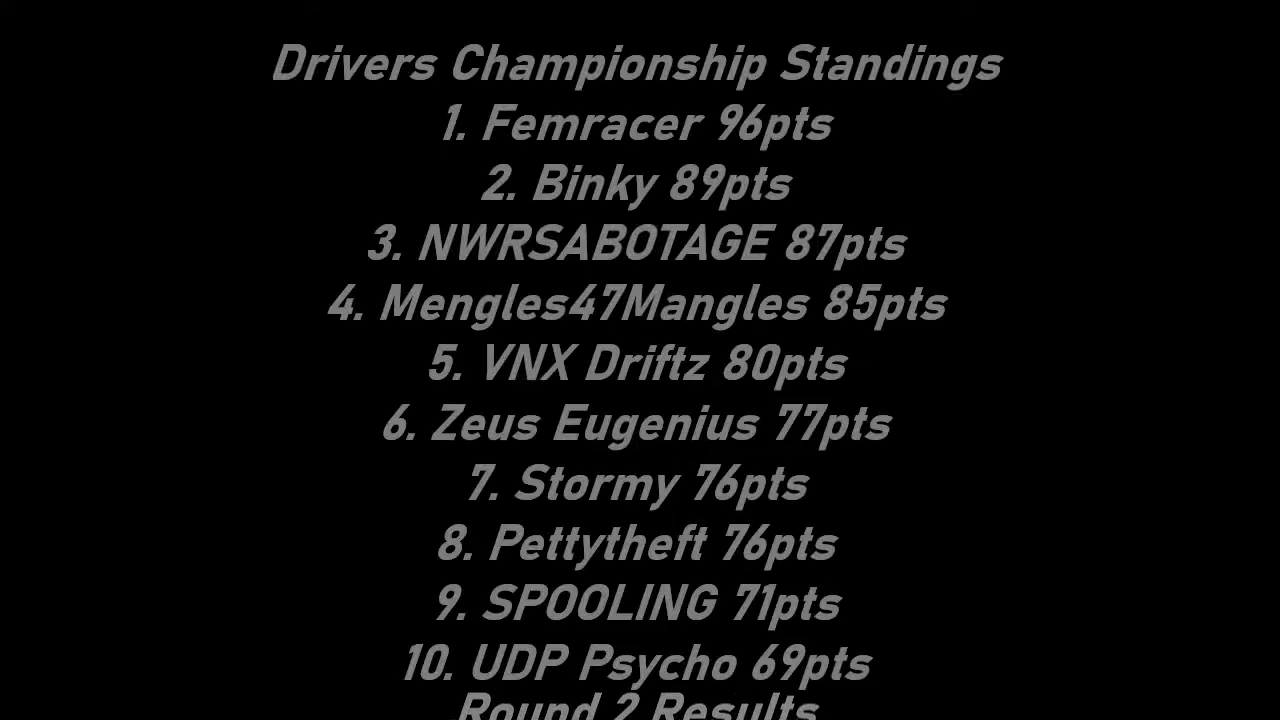 Drivers Championship Standings
1. Femracer 96pts
2. Binky 89pts
3. NWRSABOTAGE 87pts
4. Mengles47Mangles 85pts
5. VNX Driftz 80pts
6. Zeus Eugenius 77pts
7. Stormy 76pts
8. Pettytheft 76pts
9. SPOOLING 71pts
10. UDP Psycho 69pts
Round 2 Results